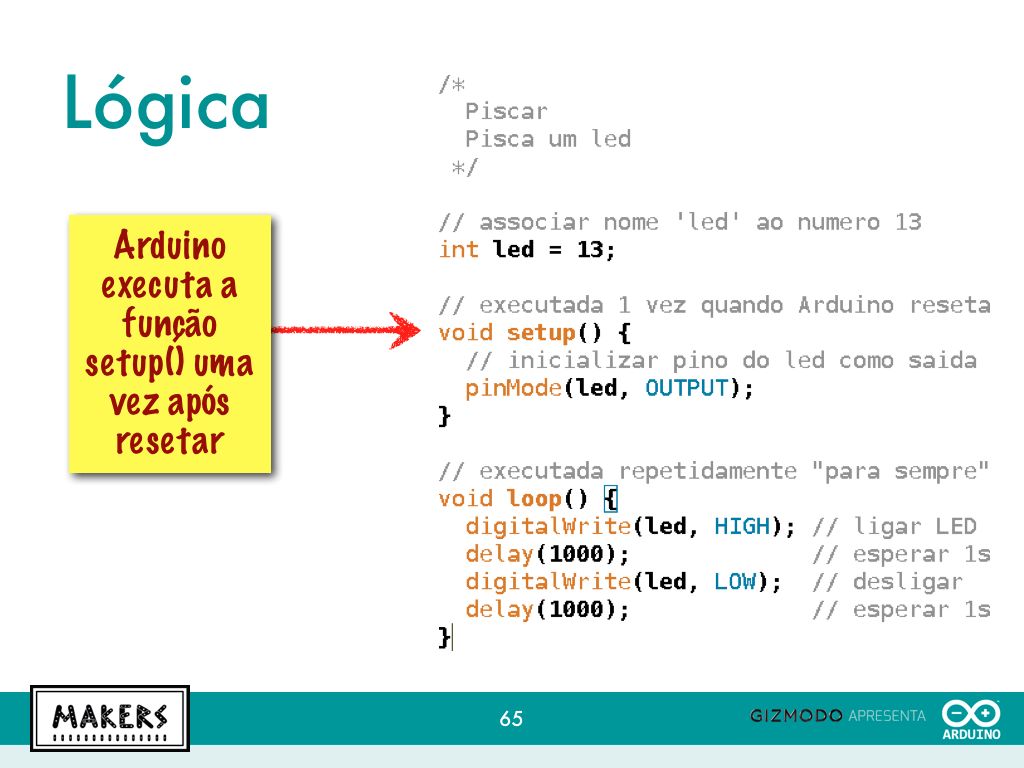 Lógica
Arduino
executa a
função
setup() uma
vez após
resetar
/*
  Piscar
  Pisca um led
 */
// associar nome 'led' ao numero 13
int led = 13;
// executada 1 vez quando Arduino reseta
void setup() {
  // inicializar pino do led como saida
  pinMode(led, OUTPUT);
}
// executada repetidamente "para sempre"
void loop() {
  digitalWrite(led, HIGH); // ligar LED
  delay(1000);             // esperar 1s
  digitalWrite(led, LOW);  // desligar
  delay(1000);             // esperar 1s
}
MAKERS
65
GIZMODO APRESENTA
ARDUINO